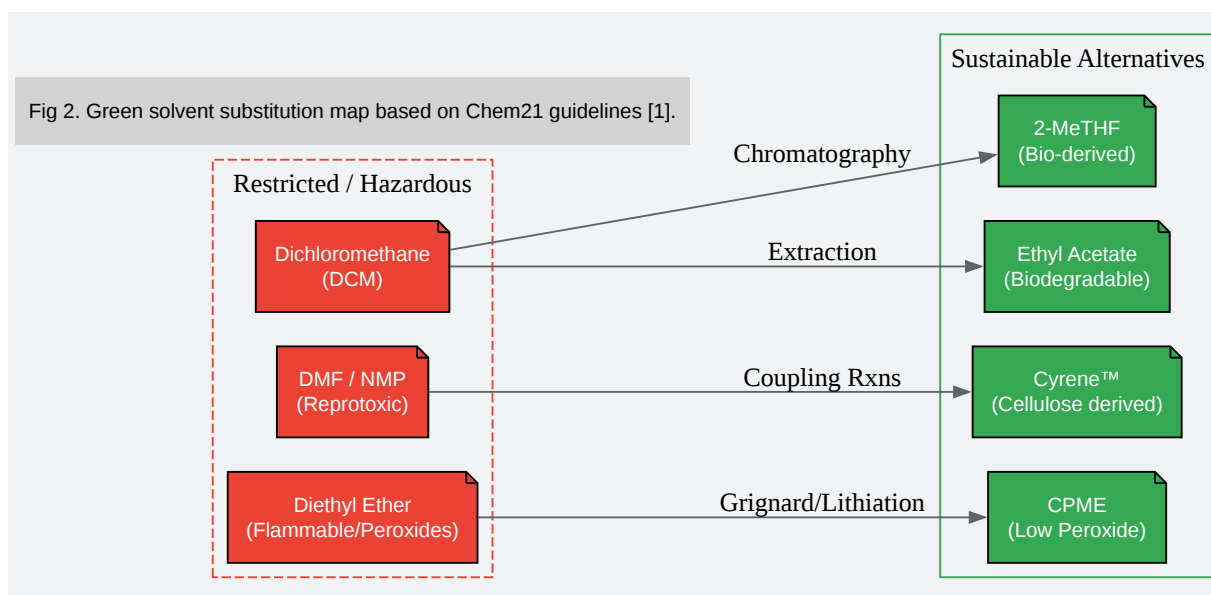 Fig 2. Green solvent substitution map based on Chem21 guidelines [1].
Restricted / Hazardous
Dichloromethane
(DCM)
DMF / NMP
(Reprotoxic)
Diethyl Ether
(Flammable/Peroxides)
Chromatography
Extraction
Coupling Rxns
Grignard/Lithiation
Sustainable Alternatives
2-MeTHF
(Bio-derived)
Ethyl Acetate
(Biodegradable)
Cyrene™
(Cellulose derived)
CPME
(Low Peroxide)